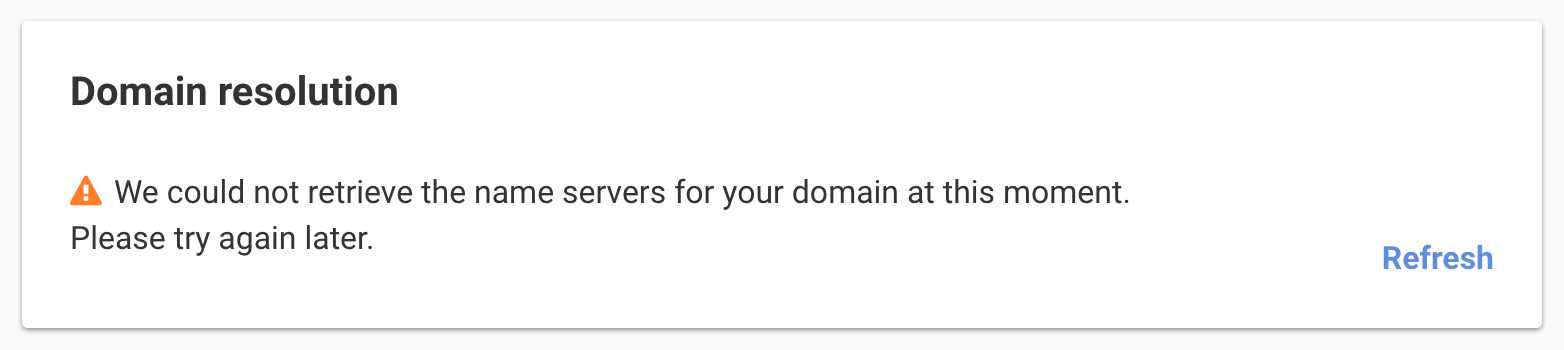 Domain resolution
We could not retrieve the name servers for your domain at this moment.
Please try again later.
Refresh